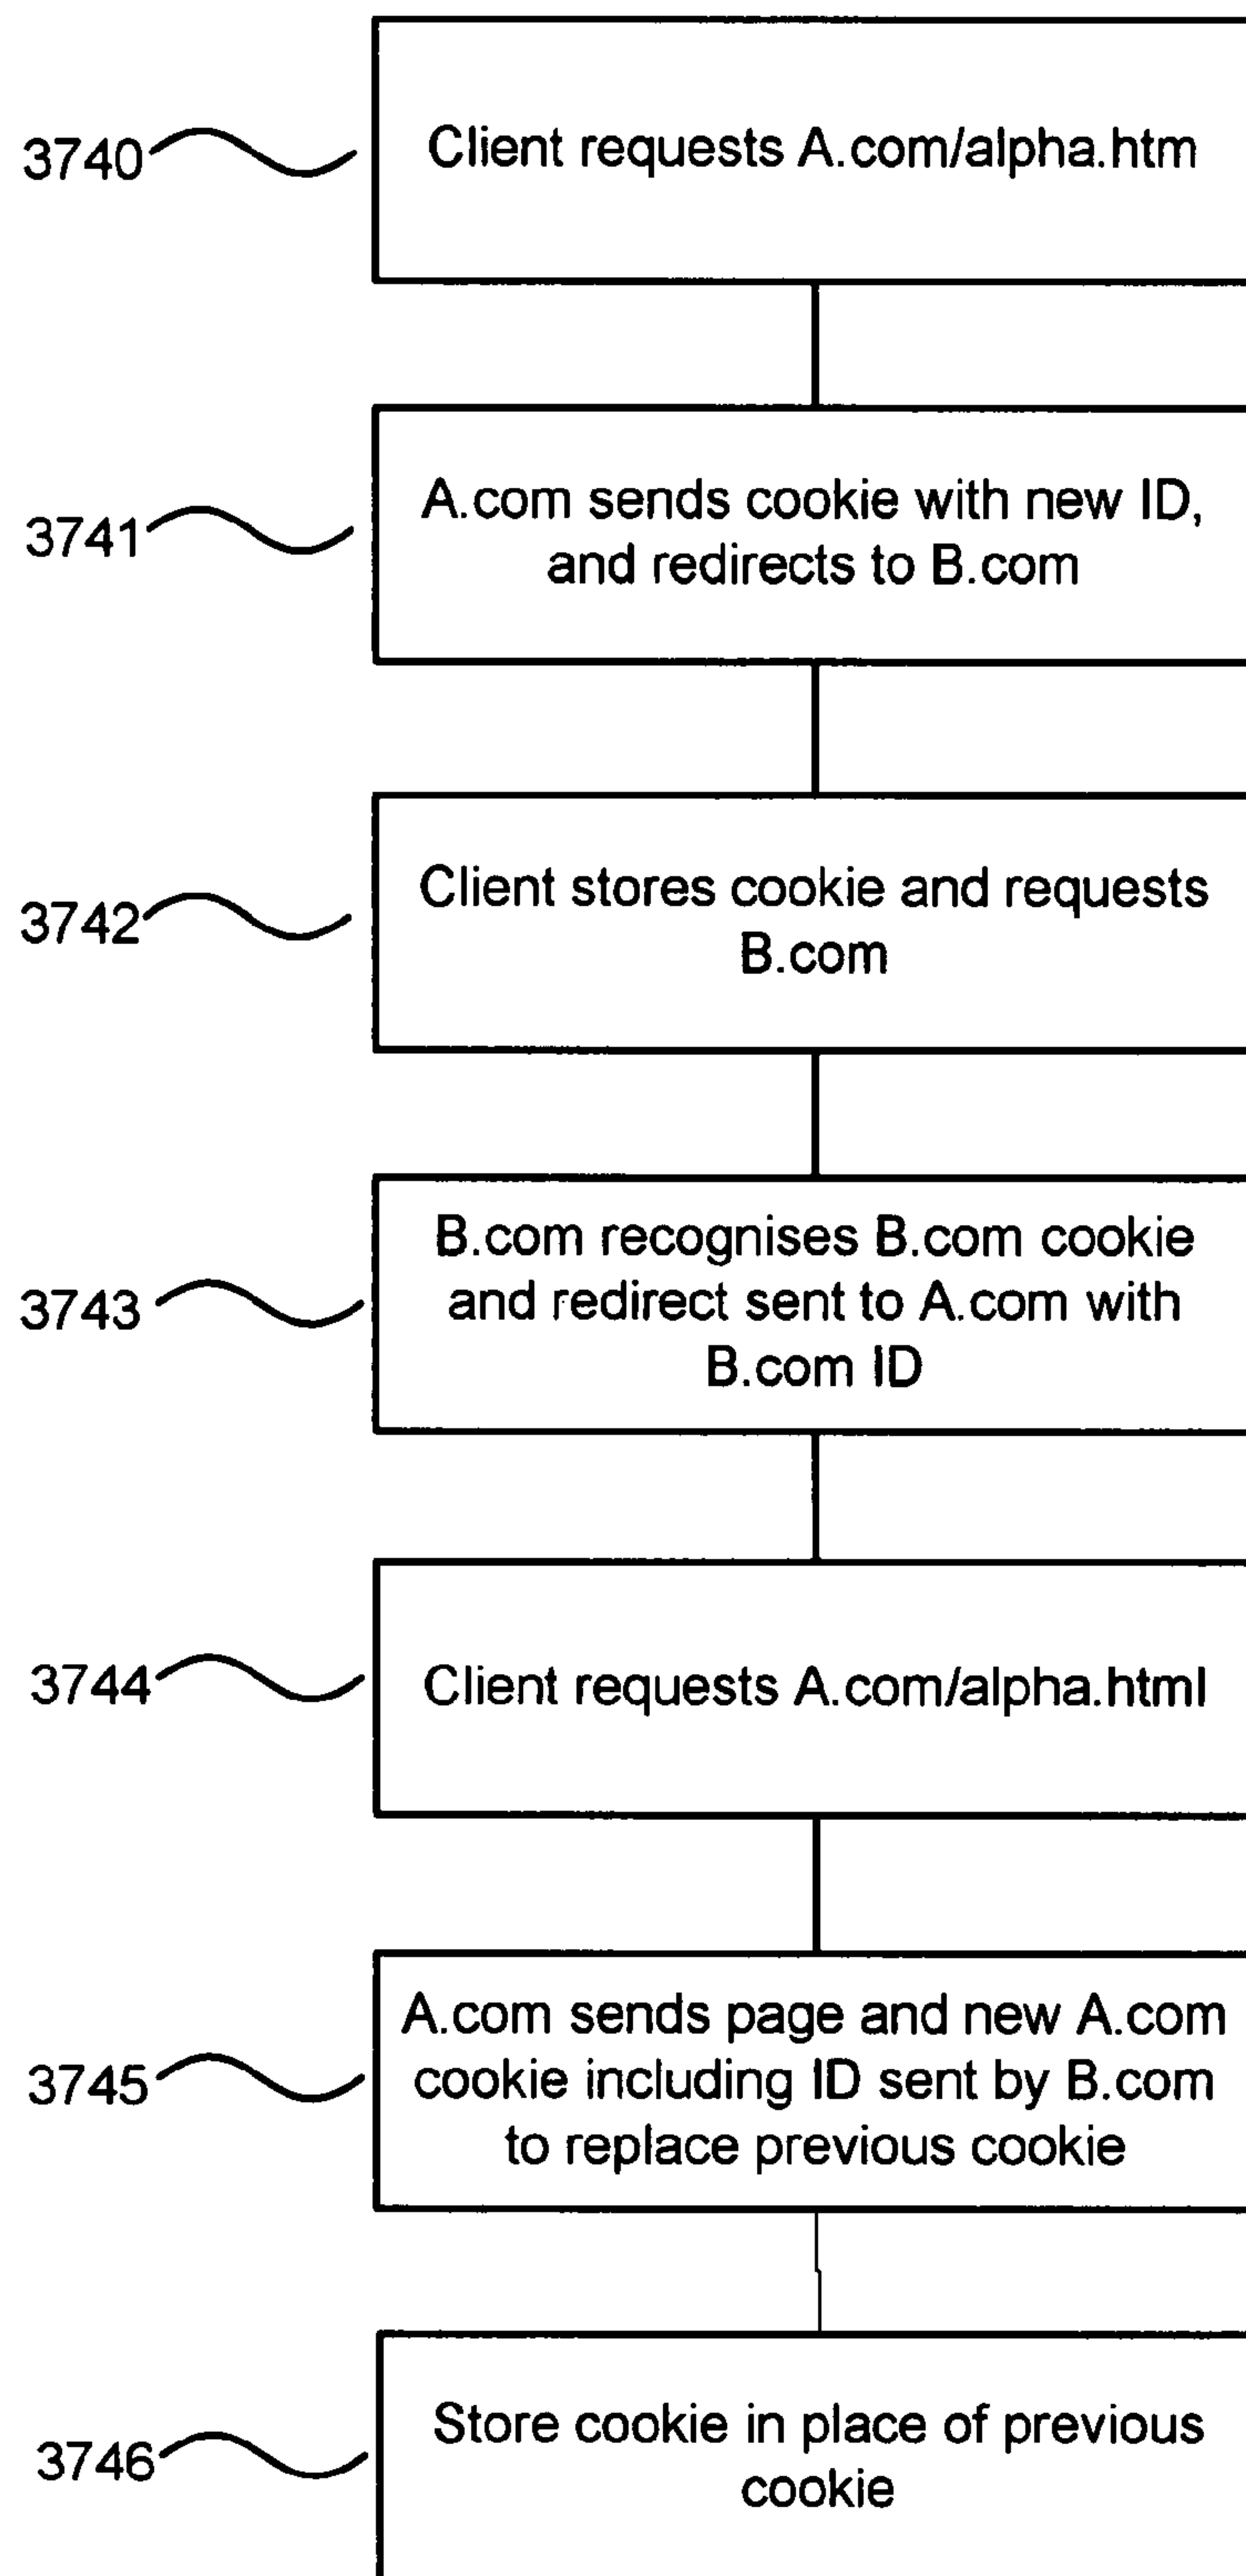 3740
Client requests A.com/alpha.htm
3741
A.com sends cookie with new ID,
and redirects to B.com
3742
Client stores cookie and requests
B.com
3743
B.com recognises B.com cookie
and redirect sent to A.com with
B.com ID
3744
Client requests A.com/alpha.html
3745
A.com sends page and new A.com
cookie including ID sent by B.com
to replace previous cookie
3746
Store cookie in place of previous
cookie